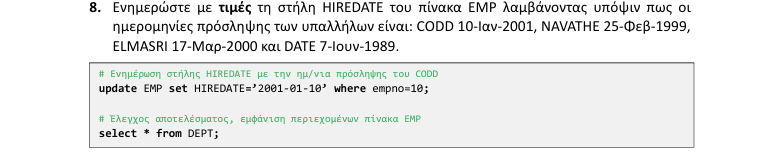 8. Ενημερώστε με τιμές τη στήλη HIREDATE του πίνακα EMP λαμβάνοντας υπόψιν πως οι
ημερομηνίες πρόσληψης των υπαλλήλων είναι: CODD 10-Ιαν-2001, NAVATHE 25-Φεβ-1999,
ELMASRI 17-Μαρ-2000 και DATE 7-Ιουν-1989.
# Ενημέρωση στήλης HIREDATE με την ημ/νια πρόσληψης του CODD
update EMP set HIREDATE=’2001-01-10’ where empno=10;
# Έλεγχος αποτελέσματος, εμφάνιση περιεχομένων πίνακα EMP
select * from DEPT;